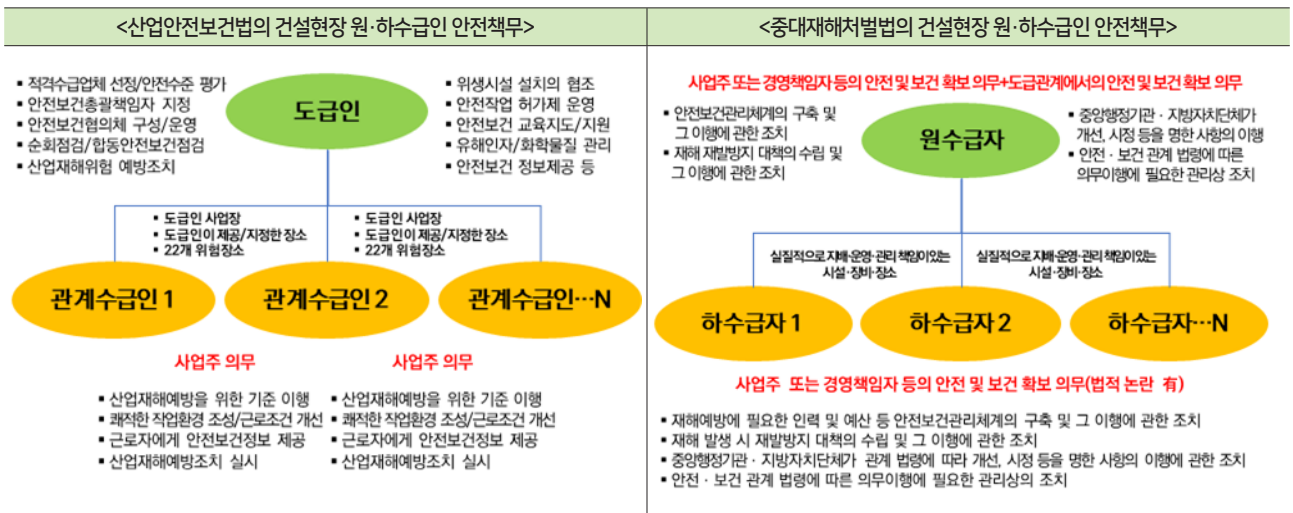 <산업안전보건법의 건설현장 원·하수급인 안전책무>
▪ 적격수급업체 선정/안전수준 평가
▪ 안전보건총괄책임자 지정
▪ 안전보건협의체 구성/운영
▪ 순회점검/합동안전보건점검
▪ 산업재해위험 예방조치
도급인
▪ 위생시설 설치의 협조
▪ 안전작업 허가제 운영
▪ 안전보건 교육지도/지원
▪ 유해인자/화학물질 관리
▪ 안전보건 정보제공 등
▪ 도급인 사업장
▪ 도급인이 제공/지정한 장소
▪ 22개 위험장소
▪ 도급인 사업장
▪ 도급인이 제공/지정한 장소
▪ 22개 위험장소
관계수급인 1
관계수급인 2
관계수급인…N
사업주 의무
▪ 산업재해예방을 위한 기준 이행
▪ 쾌적한 작업환경 조성/근로조건 개선
▪ 근로자에게 안전보건정보 제공
▪ 산업재해예방조치 실시
사업주 의무
▪ 산업재해예방을 위한 기준 이행
▪ 쾌적한 작업환경 조성/근로조건 개선
▪ 근로자에게 안전보건정보 제공
▪ 산업재해예방조치 실시
<중대재해처벌법의 건설현장 원·하수급인 안전책무>
사업주 또는 경영책임자 등의 안전 및 보건 확보 의무+도급관계에서의 안전 및 보건 확보 의무
▪ 안전보건관리체계의 구축 및
그 이행에 관한 조치
▪ 재해 재발방지 대책의 수립 및
그 이행에 관한 조치
원수급자
▪ 중앙행정기관 · 지방자치단체가
개선, 시정 등을 명한 사항의 이행
▪ 안전 · 보건 관계 법령에 따른
의무이행에 필요한 관리상 조치
실질적으로 지배·운영·관리 책임이 있는
시설·장비·장소
실질적으로 지배·운영·관리 책임이 있는
시설·장비·장소
하수급자 1
하수급자 2
하수급자…N
사업주 또는 경영책임자 등의 안전 및 보건 확보 의무(법적 논란 有)
▪ 재해예방에 필요한 인력 및 예산 등 안전보건관리체계의 구축 및 그 이행에 관한 조치
▪ 재해 발생 시 재발방지 대책의 수립 및 그 이행에 관한 조치
▪ 중앙행정기관 · 지방자치단체가 관계 법령에 따라 개선, 시정 등을 명한 사항의 이행에 관한 조치
▪ 안전 · 보건 관계 법령에 따른 의무이행에 필요한 관리상의 조치